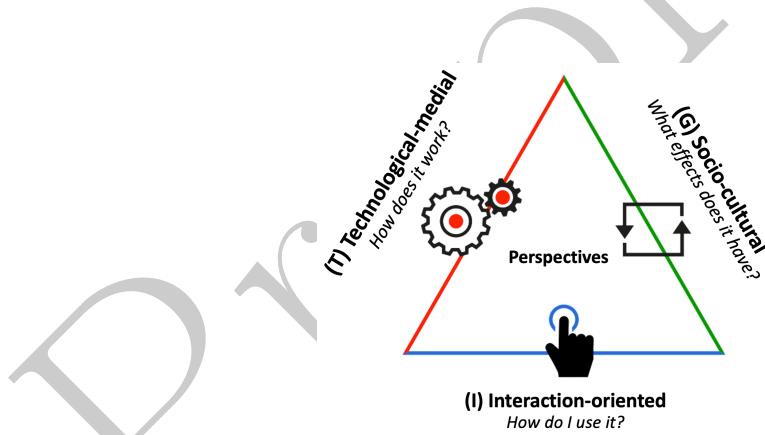 (T) Technological-medial
How does it work?
(G) Socio-cultural
What effects does it have?
Perspectives
(I) Interaction-oriented
How do I use it?